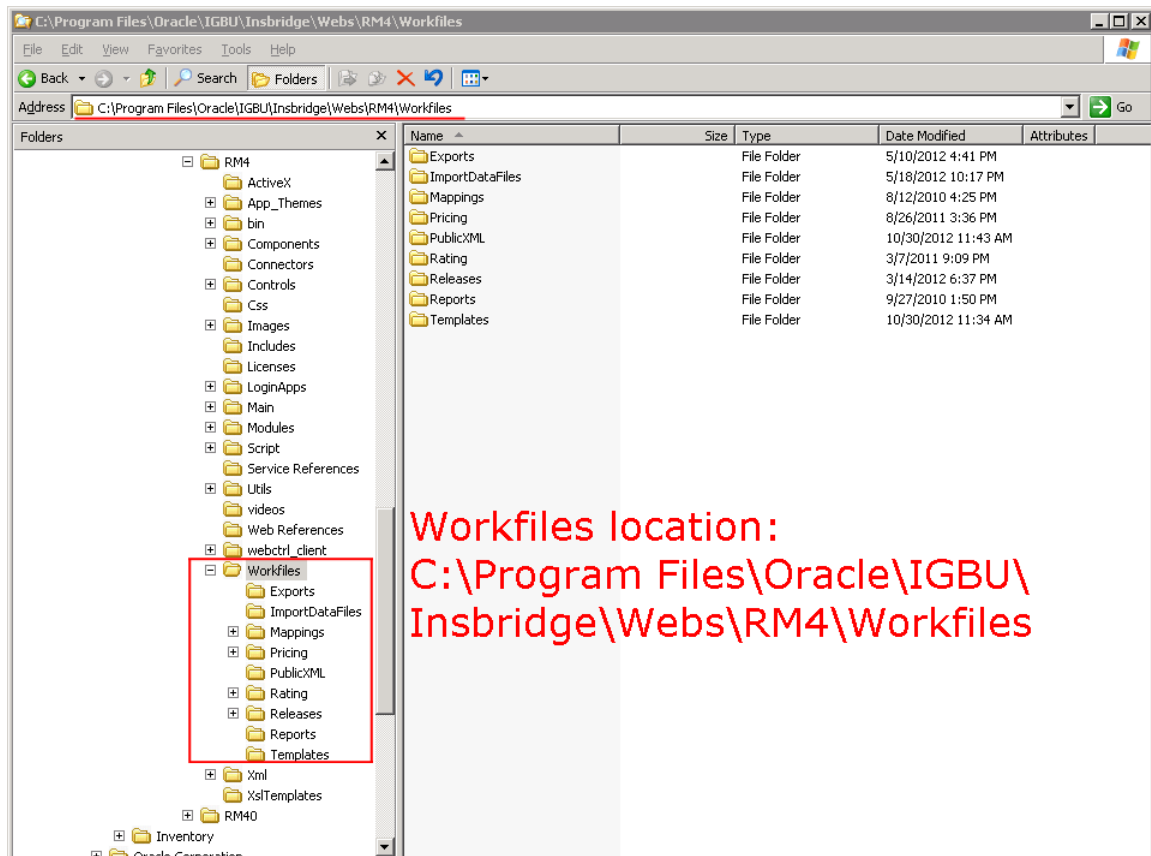 C:\Program Files\Oracle\IGBU\Insbridge\Webs\RM4\Workfiles
File Edit View Favorites Tools Help
Back Search Folders
Address C:\Program Files\Oracle\IGBU\Insbridge\Webs\RM4\Workfiles Go
Folders
RM4
ActiveX
App_Themes
bin
Components
Connectors
Controls
Css
Images
Includes
Licenses
LoginApps
Main
Modules
Script
Service References
Utils
videos
Web References
webctrl_client
Workfiles
Exports
ImportDataFiles
Mappings
Pricing
PublicXML
Rating
Releases
Reports
Templates
Xml
XslTemplates
RM40
Inventory
Oracle Corporation
Name Size Type Date Modified Attributes
Exports File Folder 5/10/2012 4:41 PM
ImportDataFiles File Folder 5/18/2012 10:17 PM
Mappings File Folder 8/12/2010 4:25 PM
Pricing File Folder 8/26/2011 3:36 PM
PublicXML File Folder 10/30/2012 11:43 AM
Rating File Folder 3/7/2011 9:09 PM
Releases File Folder 3/14/2012 6:37 PM
Reports File Folder 9/27/2010 1:50 PM
Templates File Folder 10/30/2012 11:34 AM
Workfiles location:
C:\Program Files\Oracle\IGBU\
Insbridge\Webs\RM4\Workfiles